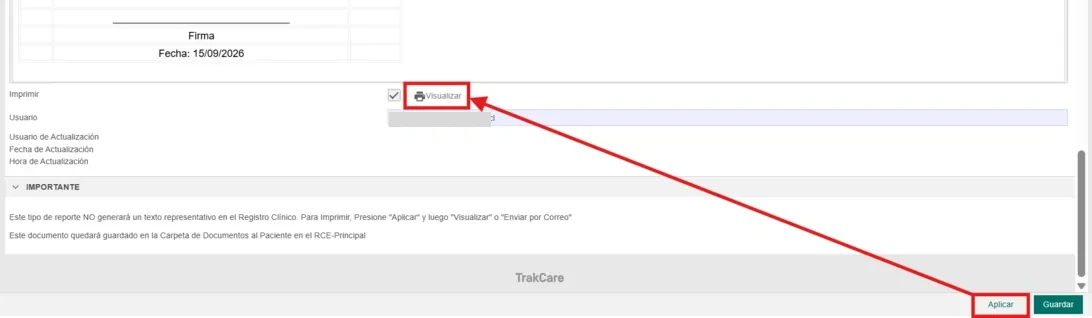 Firma
Fecha: 15/09/2026
Imprimir Visualizar
Usuario
Usuario de Actualización
Fecha de Actualización
Hora de Actualización
IMPORTANTE
Este tipo de reporte NO generará un texto representativo en el Registro Clínico. Para Imprimir, Presione "Aplicar" y luego "Visualizar" o "Enviar por Correo"
Este documento quedará guardado en la Carpeta de Documentos al Paciente en el RCE-Principal
TrakCare
Aplicar Guardar